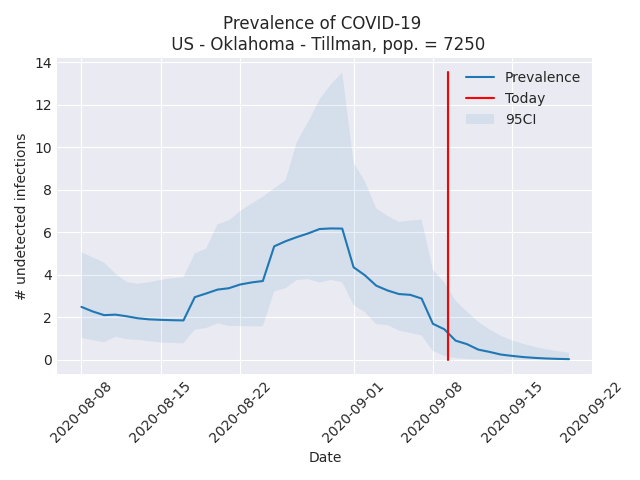 Prevalence of COVID-19
US - Oklahoma - Tillman, pop. = 7250
# undetected infections
14
12
10
8
6
4
2
0
Prevalence
Today
95CI
2020-08-08
2020-08-15
2020-08-22
2020-09-01
2020-09-08
2020-09-15
2020-09-22
Date